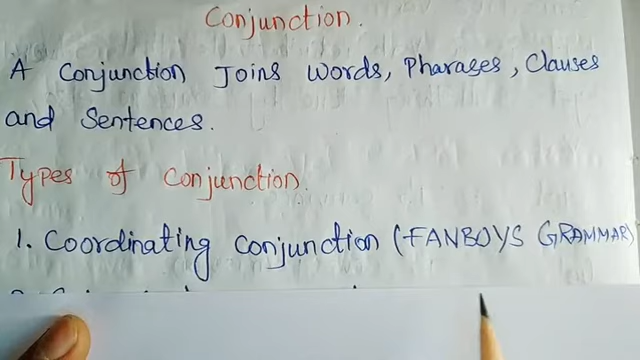 Conjunction.
A Conjunction Joins Words, Pharases, Clauses
and Sentences.
Types of Conjunction.
1. Coordinating Conjunction (FANBOYS GRAMMAR)